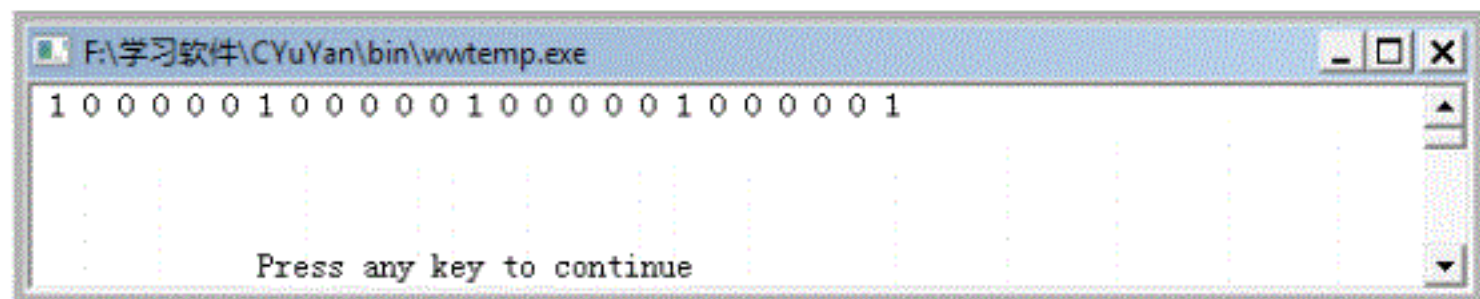 F:\学习软件\CYuYan\bin\wwtemp.exe
1 0 0 0 0 0 1 0 0 0 0 0 1 0 0 0 0 0 1 0 0 0 0 0 1
Press any key to continue